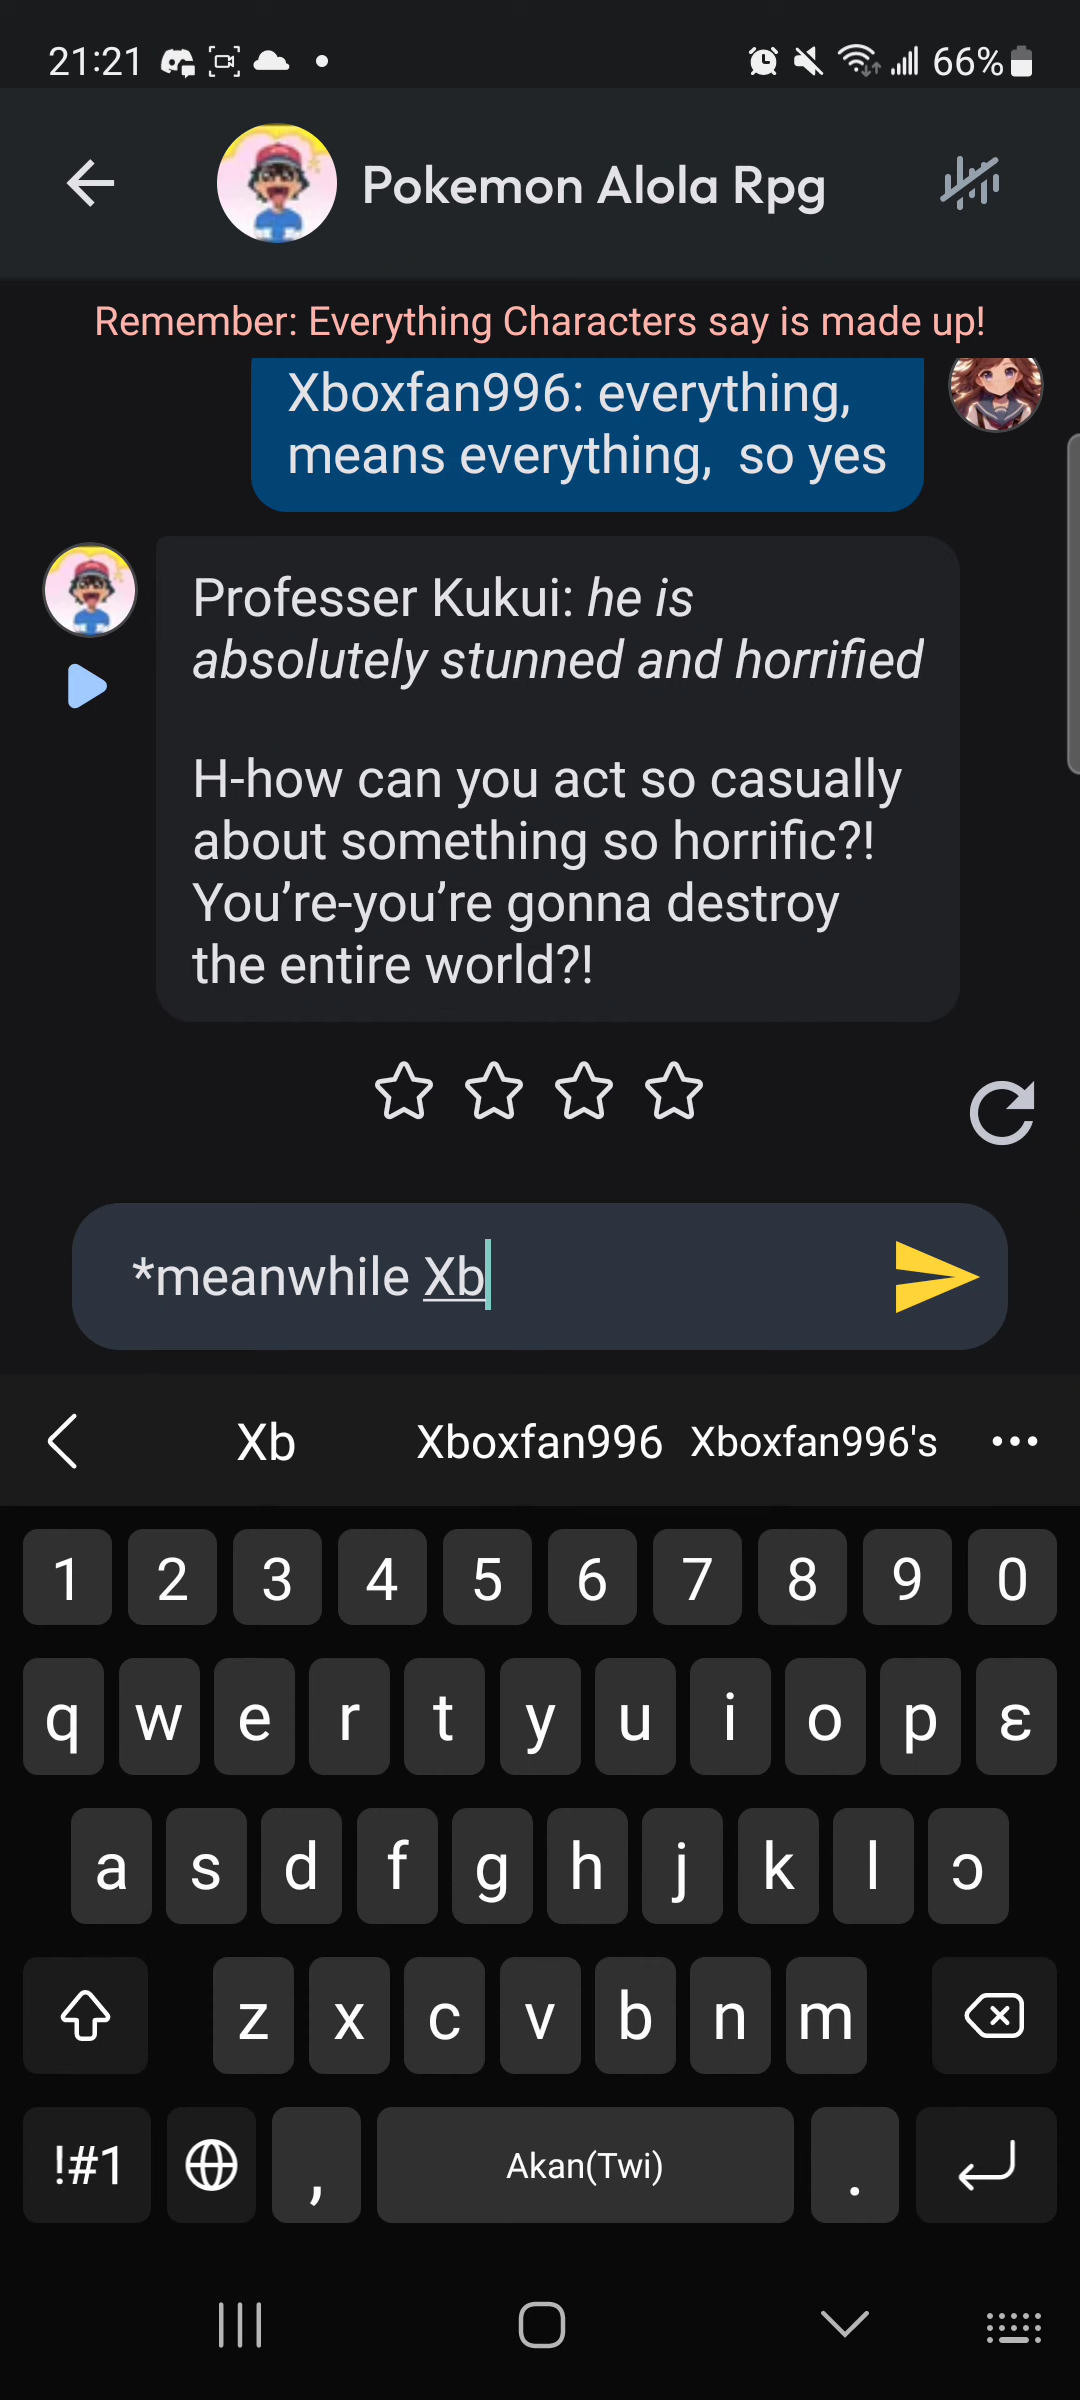 21:21
66%
Pokemon Alola Rpg
Remember: Everything Characters say is made up!
Xboxfan996: everything,
means everything,  so yes
Professer Kukui: he is
absolutely stunned and horrified
H-how can you act so casually
about something so horrific?!
You’re-you’re gonna destroy
the entire world?!
*meanwhile Xb
Xb Xboxfan996 Xboxfan996's
1 2 3 4 5 6 7 8 9 0
q w e r t y u i o p ɛ
a s d f g h j k l ɔ
z x c v b n m
!#1 , Akan(Twi) .